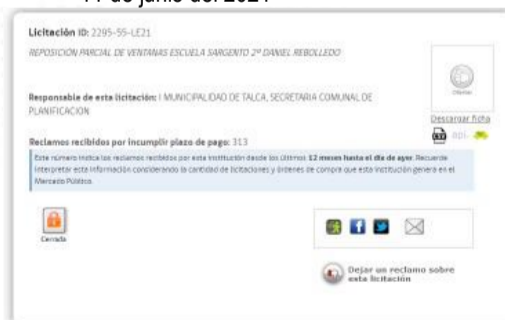 11 de junio del 2021
Licitación ID: 2295-55-LE21
REPOSICIÓN PARCIAL DE VENTANAS ESCUELA SARGENTO 2º DANIEL REBOLLEDO
Responsable de esta licitación: I MUNICIPALIDAD DE TALCA, SECRETARIA COMUNAL DE
PLANIFICACION
Descargar ficha
Reclamos recibidos por incumplir plazo de pago: 313
Este número indica los reclamos recibidos por esta institución desde los últimos 12 meses hasta el día de ayer. Recuerde
interpretar esta información considerando la cantidad de licitaciones y órdenes de compra que esta institución genera en el
Mercado Público.
Cerrada
Dejar un reclamo sobre
esta licitación